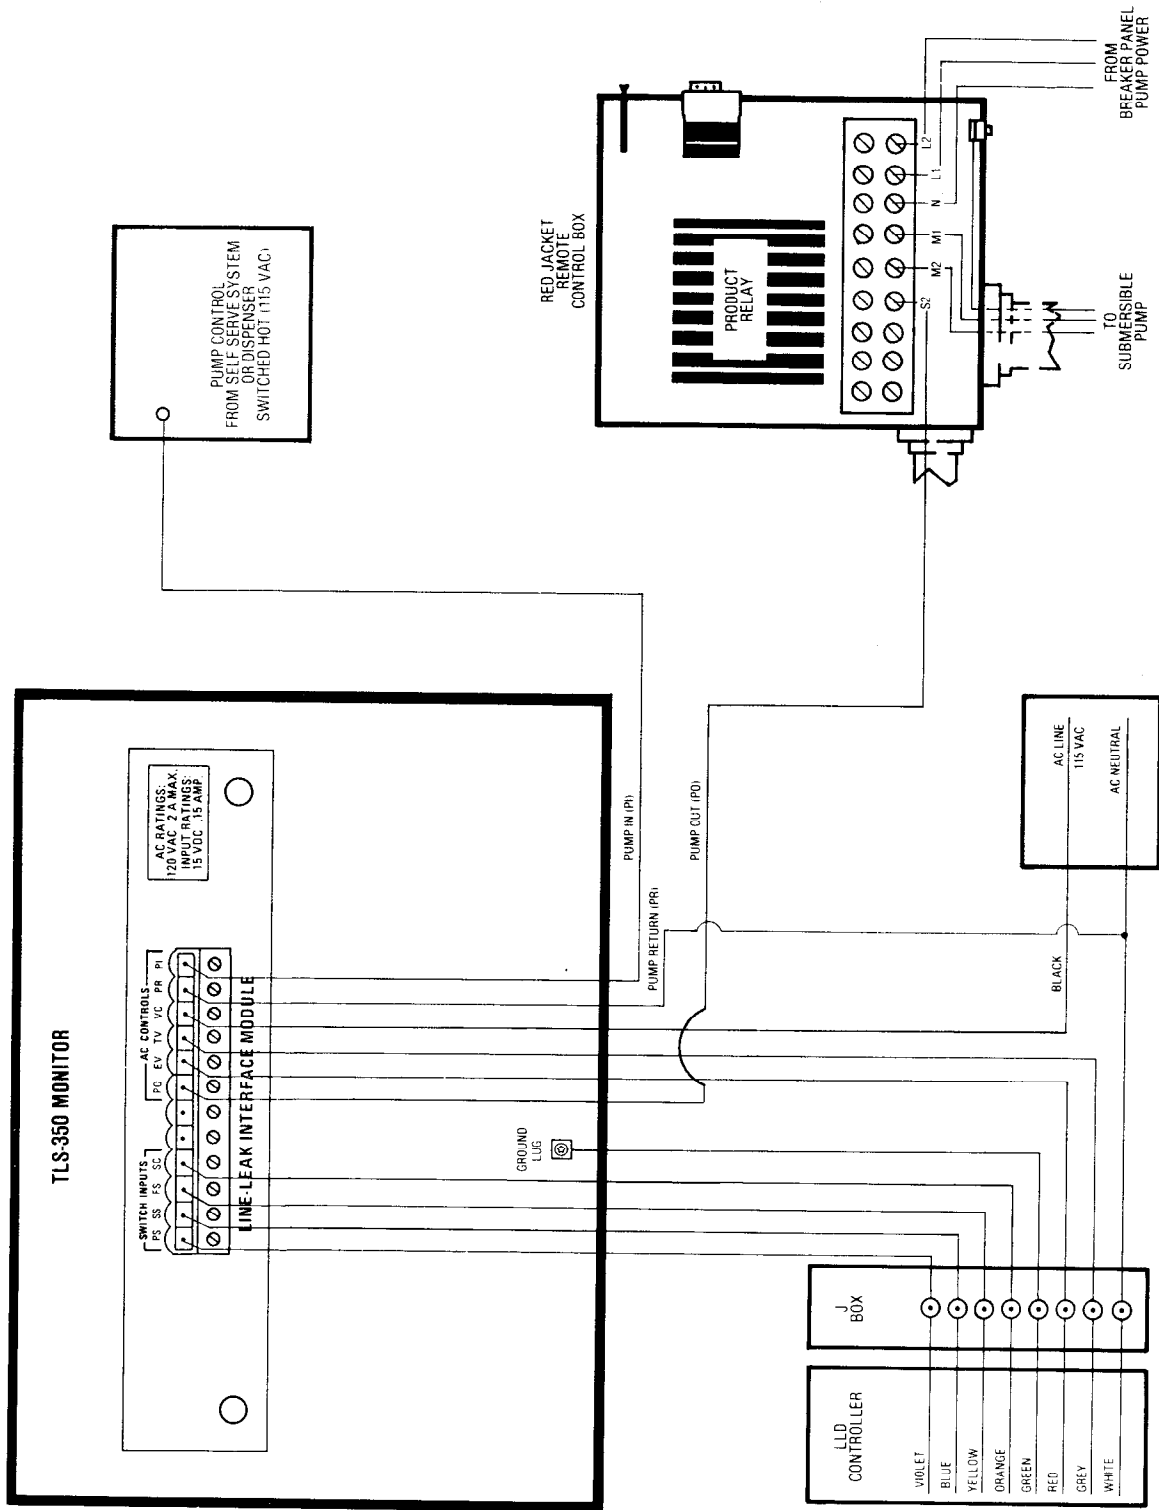 TLS-350 MONITOR
AC RATINGS:
120 VAC 2 A MAX.
INPUT RATINGS:
15 VDC .15 AMP.
SWITCH INPUTS
PS SS FS SC
AC CONTROLS
PO EV TV VC PR PI
LINE-LEAK INTERFACE MODULE
GROUND
LUG
PUMP IN (PI)
PUMP RETURN (PR)
PUMP OUT (PO)
BLACK
PUMP CONTROL
FROM SELF SERVE SYSTEM
OR DISPENSER
SWITCHED HOT (115 VAC)
RED JACKET
REMOTE
CONTROL BOX
PRODUCT
RELAY
S2
M2
M1
N
L1
L2
TO
SUBMERSIBLE
PUMP
FROM
BREAKER PANEL
PUMP POWER
AC LINE
115 VAC
AC NEUTRAL
J
BOX
LLD
CONTROLLER
VIOLET
BLUE
YELLOW
ORANGE
GREEN
RED
GREY
WHITE